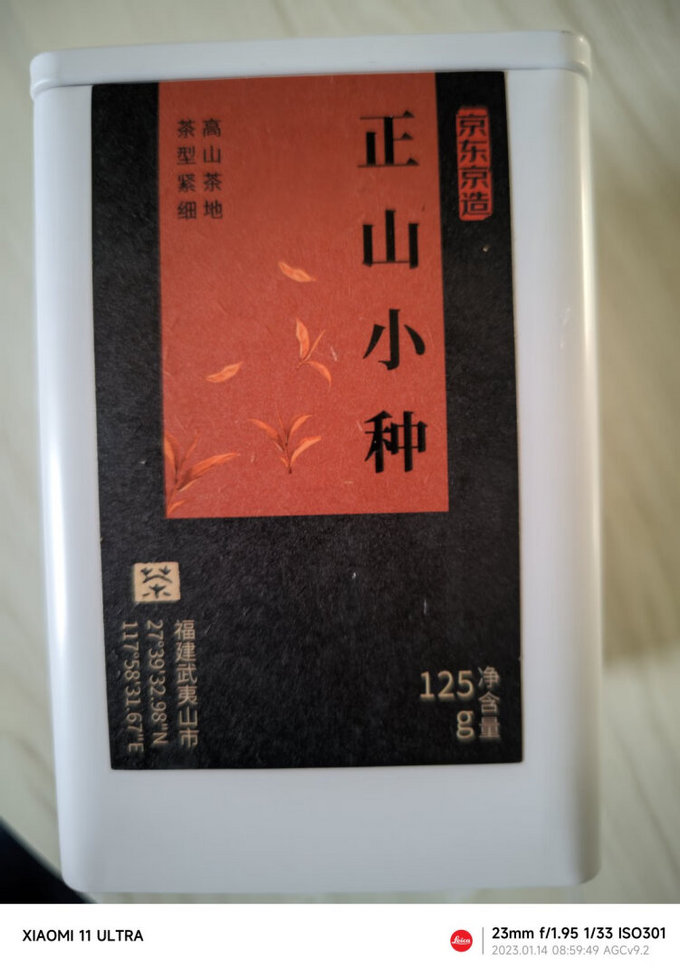 京东京造
正山小种
高山茶地
茶型紧细
茶
福建武夷山市
27°39'32.98"N
117°58'31.67"E
净含量
125
g
XIAOMI 11 ULTRA
Leica
23mm f/1.95 1/33 ISO301
2023.01.14 08:59:49 AGCv9.2